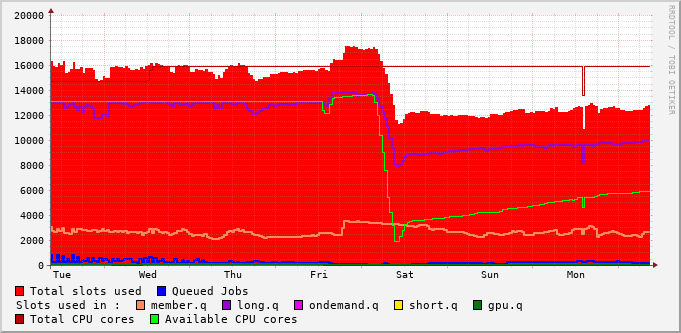 20000
18000
16000
14000
12000
10000
8000
6000
4000
2000
0
Tue Wed Thu Fri Sat Sun Mon
Total slots used Queued Jobs
Slots used in : member.q long.q ondemand.q short.q gpu.q
Total CPU cores Available CPU cores
RRDTOOL / TOBI OETIKER